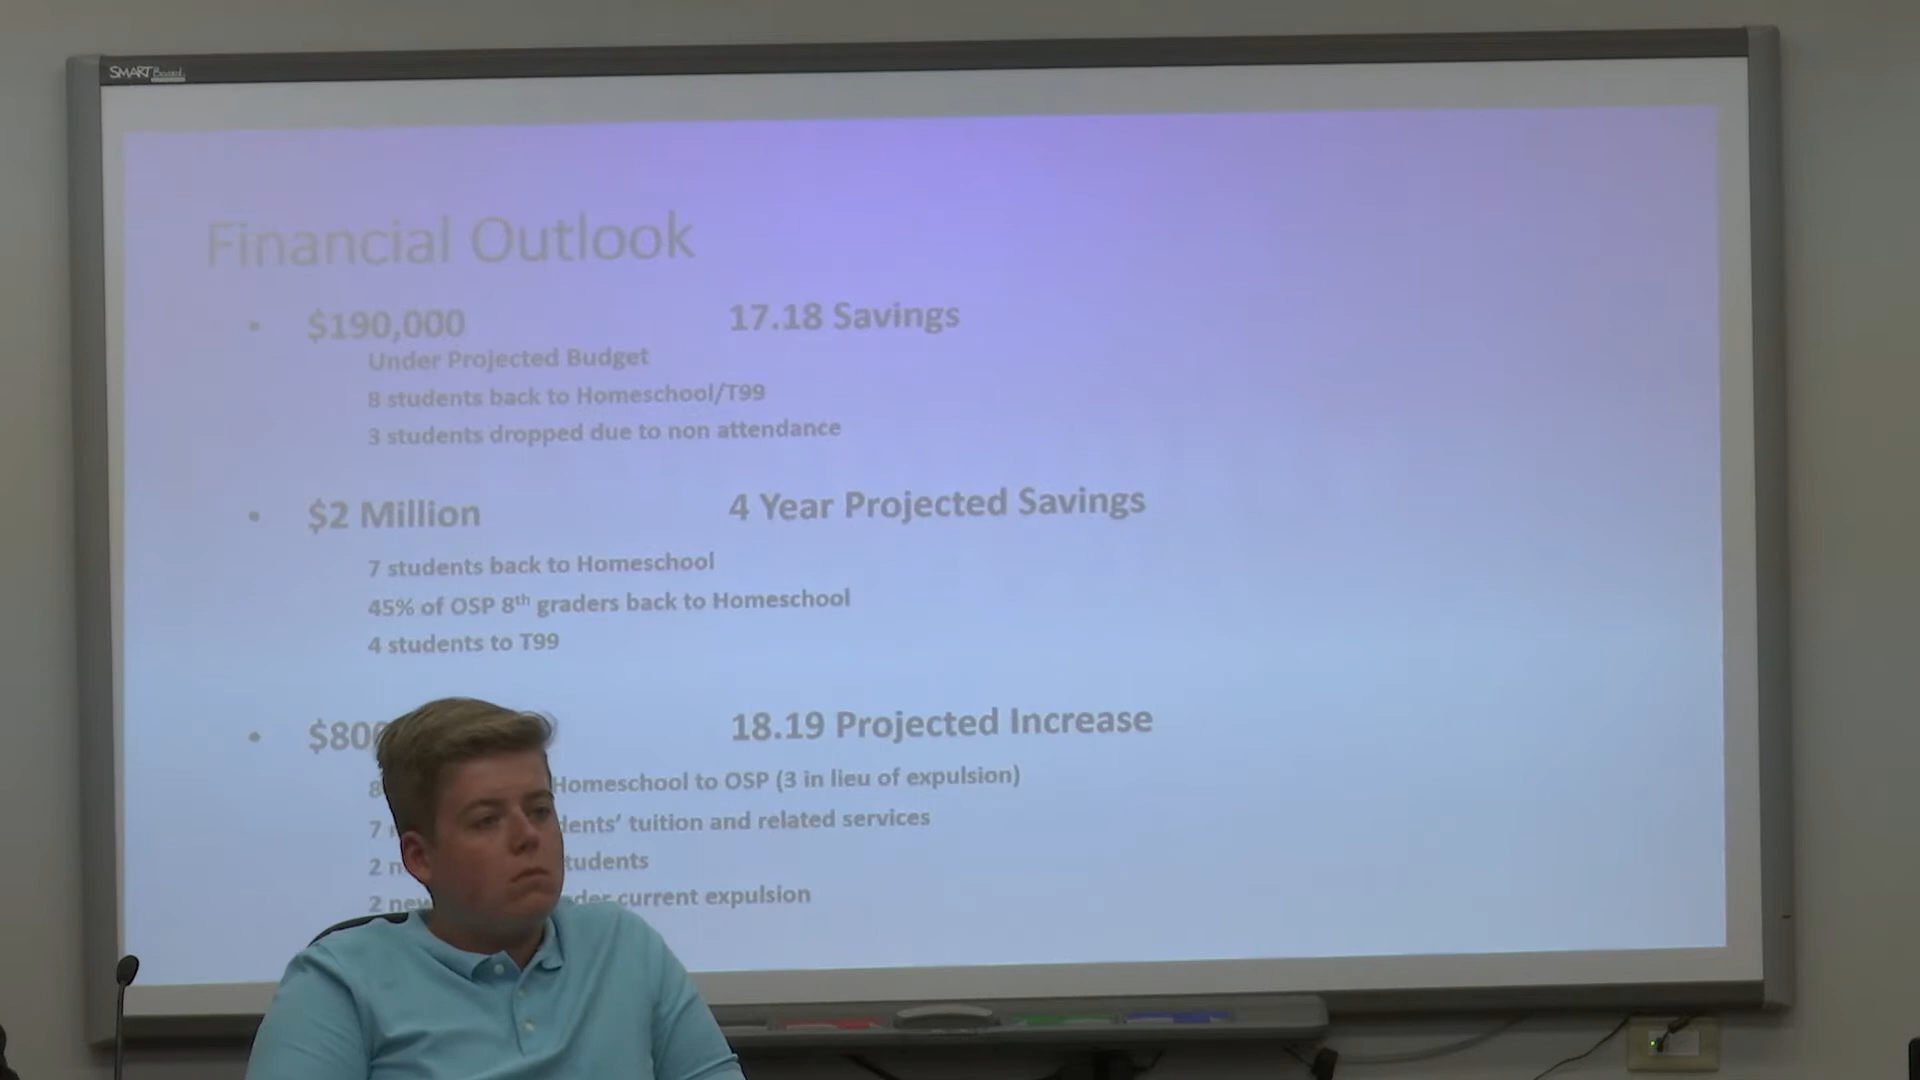 SMART Board
Financial Outlook
• $190,000 17.18 Savings
Under Projected Budget
8 students back to Homeschool/T99
3 students dropped due to non attendance
• $2 Million 4 Year Projected Savings
7 students back to Homeschool
45% of OSP 8th graders back to Homeschool
4 students to T99
• 18.19 Projected Increase
8 Homeschool to OSP (3 in lieu of expulsion)
7 tuition and related services
2
2 new current expulsion